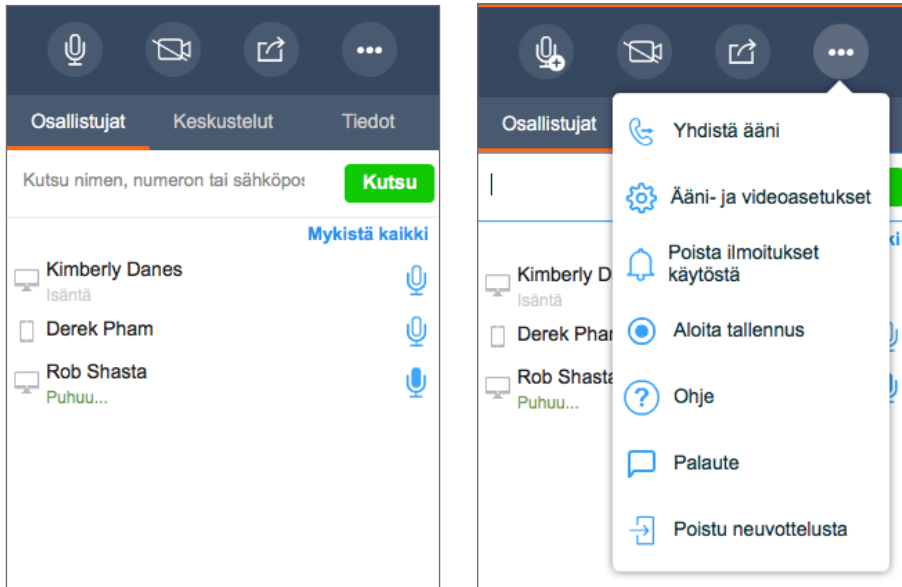 Osallistujat Keskustelut Tiedot
Kutsu nimen, numeron tai sähköpos
Kutsu
Mykistä kaikki
Kimberly Danes
Isäntä
Derek Pham
Rob Shasta
Puhuu...
Osallistujat
Kimberly D
Isäntä
Derek Phar
Rob Shasta
Puhuu...
ki
Yhdistä ääni
Ääni- ja videoasetukset
Poista ilmoitukset
käytöstä
Aloita tallennus
? Ohje
Palaute
Poistu neuvottelusta